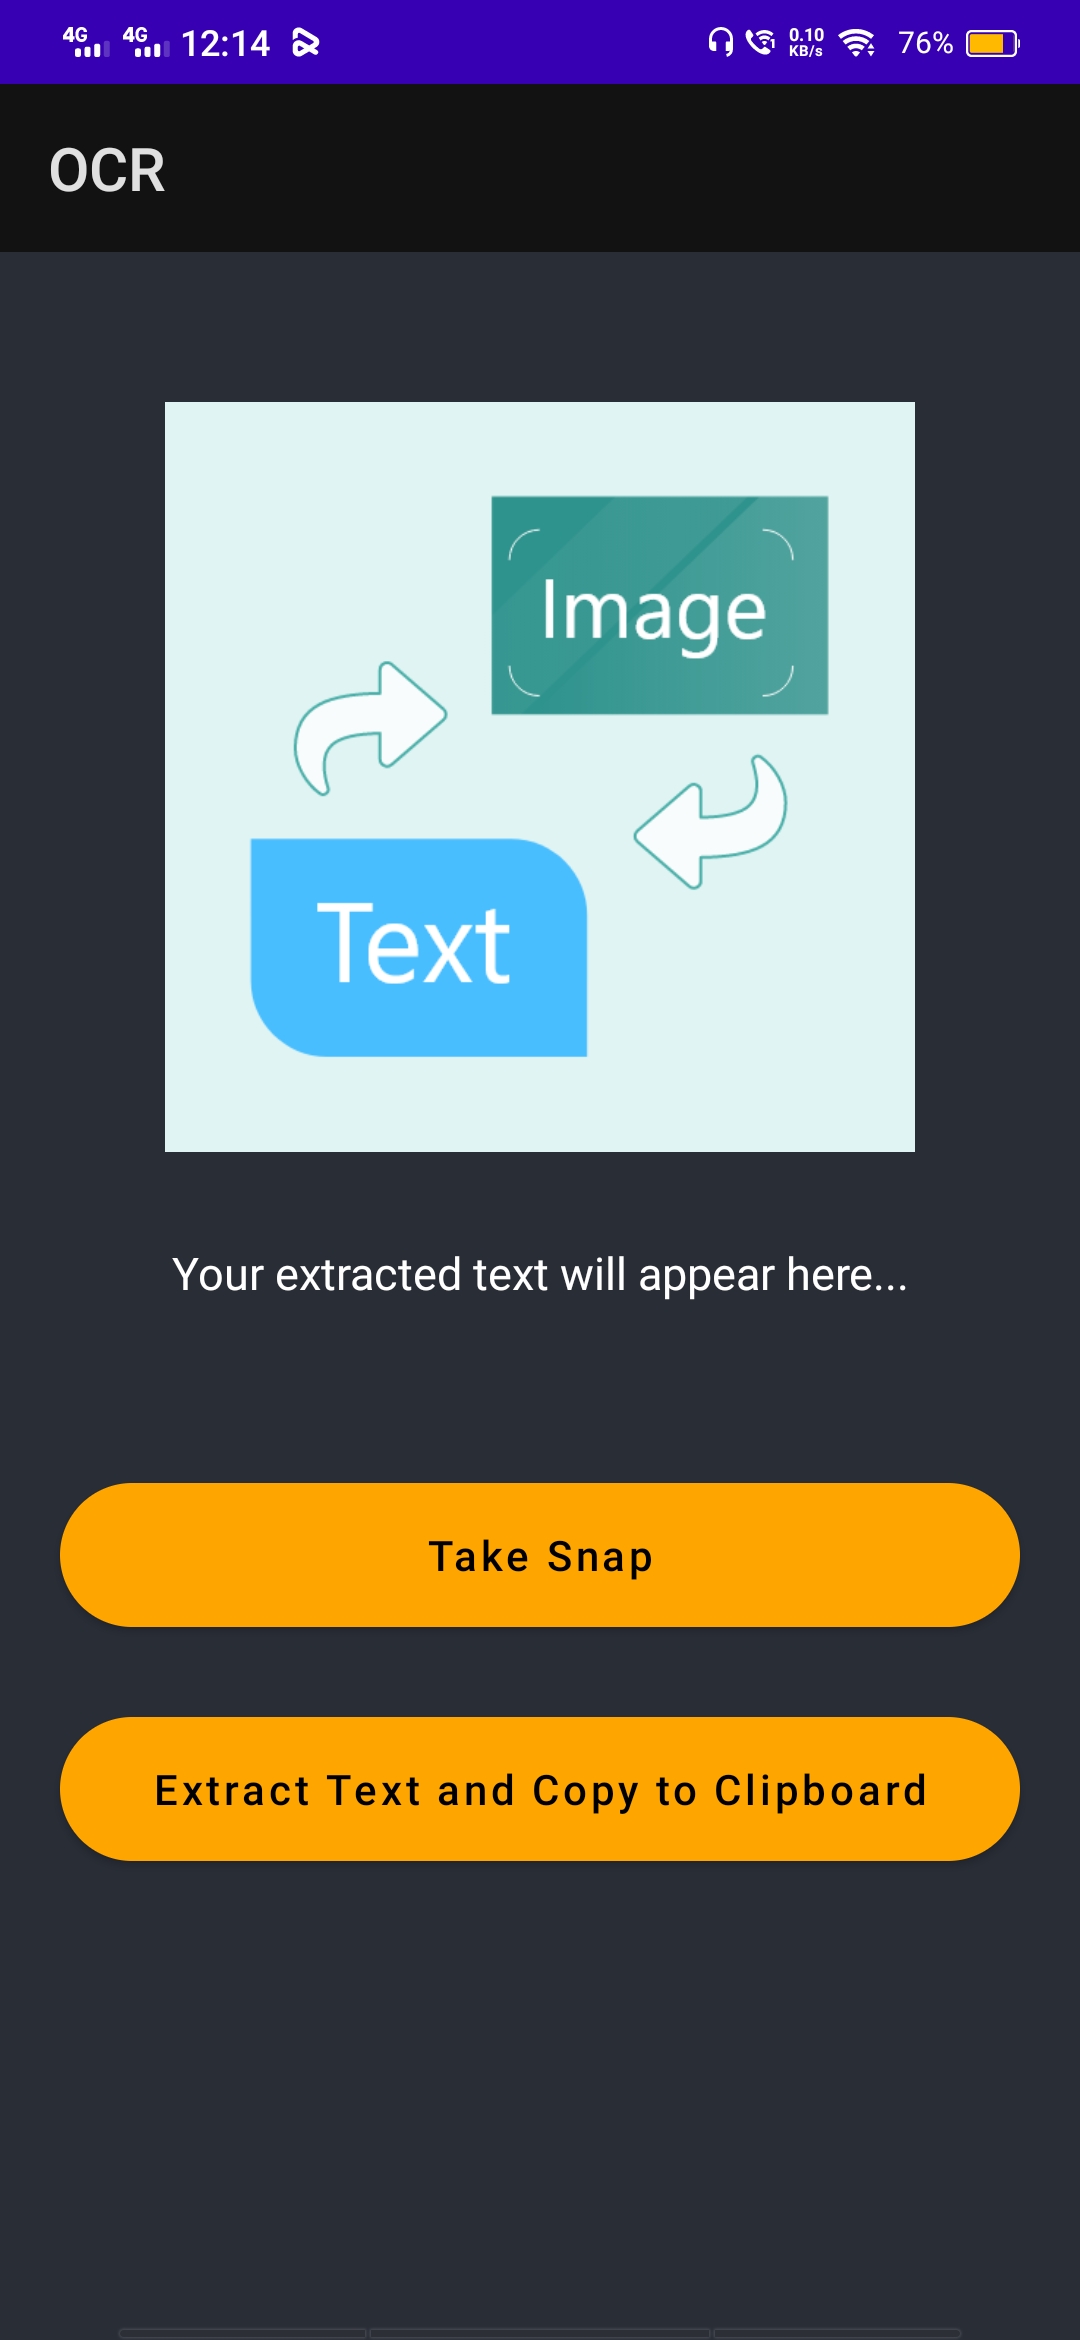 4G 4G 12:14 0.10 KB/s 76%
OCR
Image
Text
Your extracted text will appear here...
Take Snap
Extract Text and Copy to Clipboard